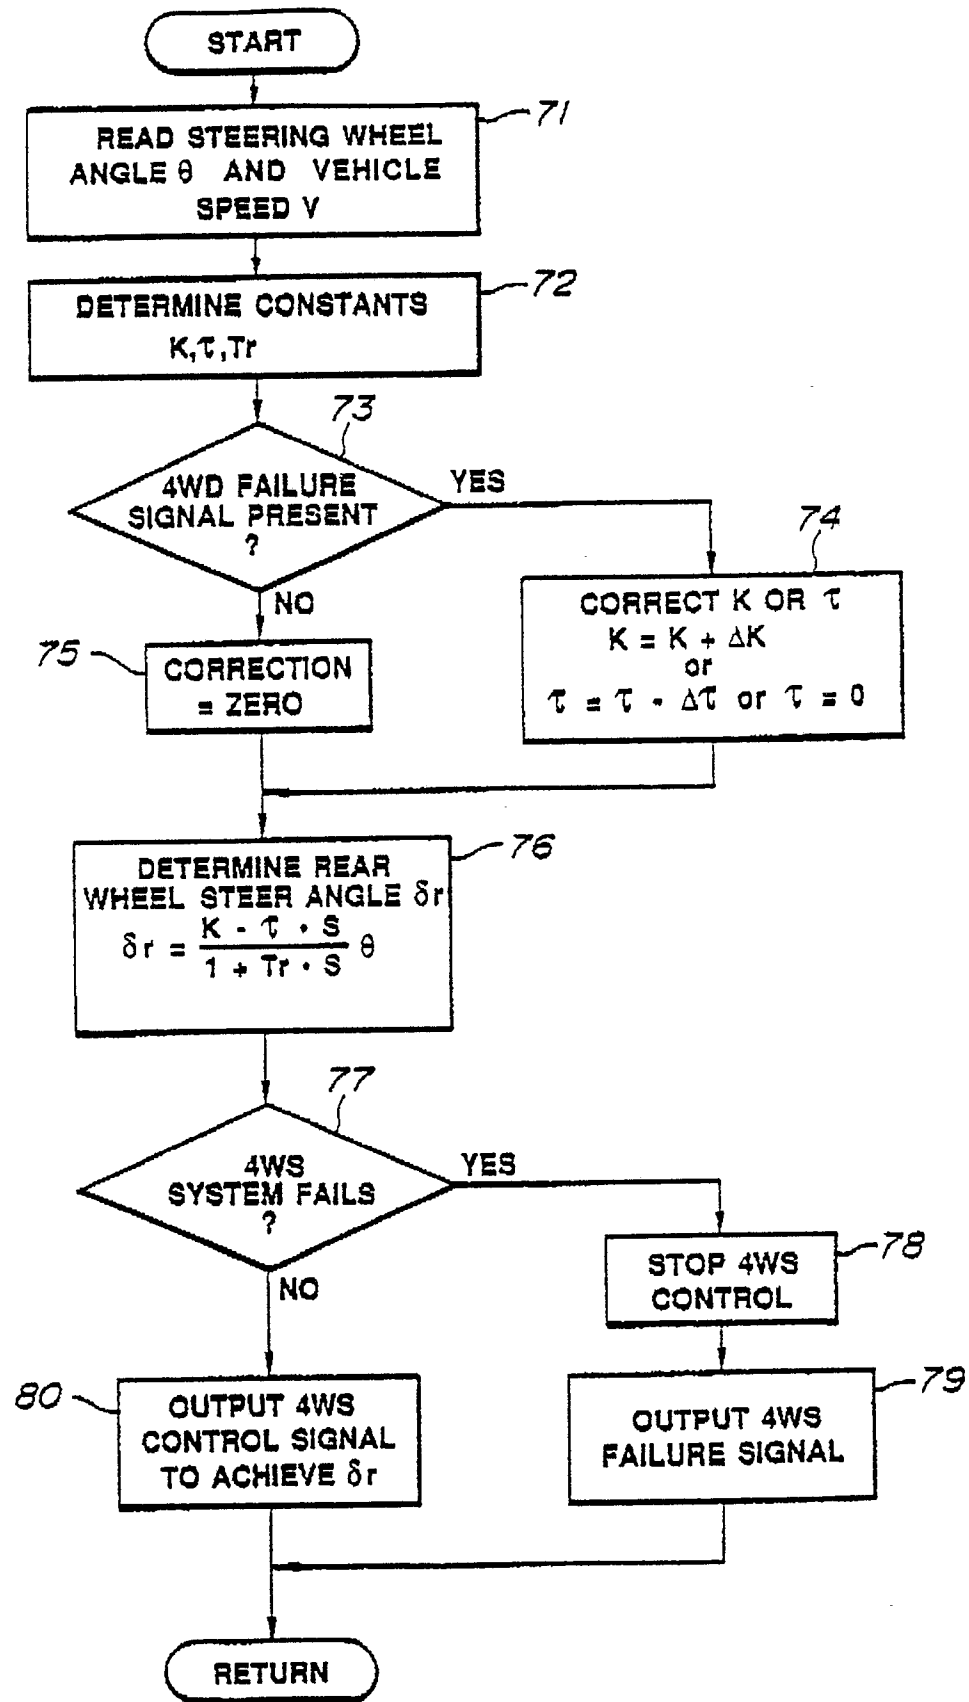 START
71
READ STEERING WHEEL
ANGLE θ AND VEHICLE
SPEED V
72
DETERMINE CONSTANTS
K,τ,Tr
73
4WD FAILURE
SIGNAL PRESENT
?
YES
NO
74
CORRECT K OR τ
K = K + ΔK
or
τ = τ - Δτ or τ = 0
75
CORRECTION
= ZERO
76
DETERMINE REAR
WHEEL STEER ANGLE δr
δr = (K - τ · S) / (1 + Tr · S) θ
77
4WS
SYSTEM FAILS
?
YES
NO
78
STOP 4WS
CONTROL
79
OUTPUT 4WS
FAILURE SIGNAL
80
OUTPUT 4WS
CONTROL SIGNAL
TO ACHIEVE δr
RETURN